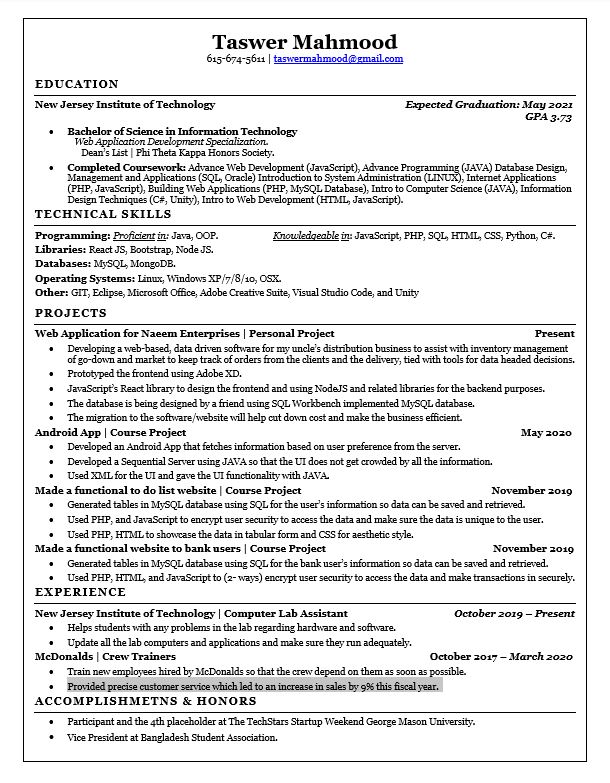 Taswer Mahmood
615-674-5611 | taswermahmood@gmail.com
EDUCATION
New Jersey Institute of Technology Expected Graduation: May 2021
GPA 3.73
• Bachelor of Science in Information Technology
Web Application Development Specialization.
Dean's List | Phi Theta Kappa Honors Society.
• Completed Coursework: Advance Web Development (JavaScript), Advance Programming (JAVA) Database Design,
Management and Applications (SQL, Oracle) Introduction to System Administration (LINUX), Internet Applications
(PHP, JavaScript), Building Web Applications (PHP, MySQL Database), Intro to Computer Science (JAVA), Information
Design Techniques (C#, Unity), Intro to Web Development (HTML, JavaScript).
TECHNICAL SKILLS
Programming: Proficient in: Java, OOP. Knowledgeable in: JavaScript, PHP, SQL, HTML, CSS, Python, C#.
Libraries: React JS, Bootstrap, Node JS.
Databases: MySQL, MongoDB.
Operating Systems: Linux, Windows XP/7/8/10, OSX.
Other: GIT, Eclipse, Microsoft Office, Adobe Creative Suite, Visual Studio Code, and Unity
PROJECTS
Web Application for Naeem Enterprises | Personal Project Present
• Developing a web-based, data driven software for my uncle's distribution business to assist with inventory management
of go-down and market to keep track of orders from the clients and the delivery, tied with tools for data headed decisions.
• Prototyped the frontend using Adobe XD.
• JavaScript's React library to design the frontend and using NodeJS and related libraries for the backend purposes.
• The database is being designed by a friend using SQL Workbench implemented MySQL database.
• The migration to the software/website will help cut down cost and make the business efficient.
Android App | Course Project May 2020
• Developed an Android App that fetches information based on user preference from the server.
• Developed a Sequential Server using JAVA so that the UI does not get crowded by all the information.
• Used XML for the UI and gave the UI functionality with JAVA.
Made a functional to do list website | Course Project November 2019
• Generated tables in MySQL database using SQL for the user's information so data can be saved and retrieved.
• Used PHP, and JavaScript to encrypt user security to access the data and make sure the data is unique to the user.
• Used PHP, HTML to showcase the data in tabular form and CSS for aesthetic style.
Made a functional website to bank users | Course Project November 2019
• Generated tables in MySQL database using SQL for the bank user's information so data can be saved and retrieved.
• Used PHP, HTML, and JavaScript to (2- ways) encrypt user security to access the data and make transactions in securely.
EXPERIENCE
New Jersey Institute of Technology | Computer Lab Assistant October 2019 – Present
• Helps students with any problems in the lab regarding hardware and software.
• Update all the lab computers and applications and make sure they run adequately.
McDonalds | Crew Trainers October 2017 – March 2020
• Train new employees hired by McDonalds so that the crew depend on them as soon as possible.
• Provided precise customer service which led to an increase in sales by 9% this fiscal year.
ACCOMPLISHMETNS & HONORS
• Participant and the 4th placeholder at The TechStars Startup Weekend George Mason University.
• Vice President at Bangladesh Student Association.